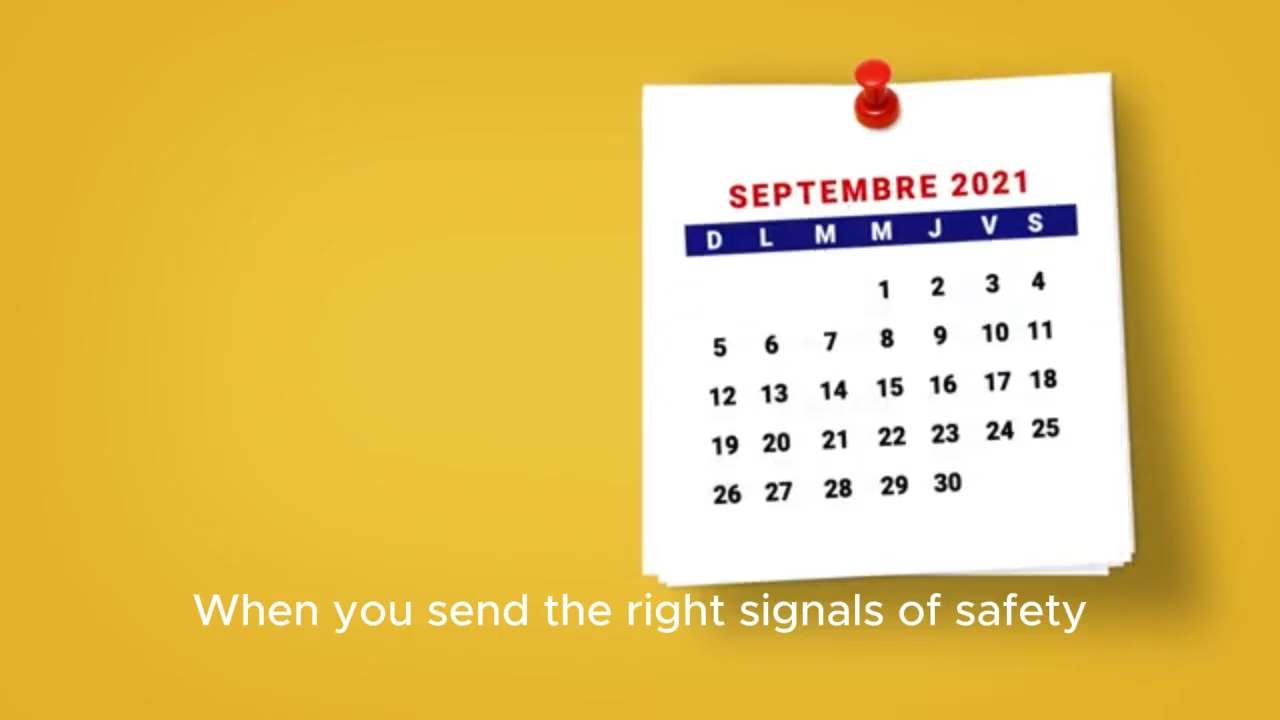 SEPTEMBRE 2021
D L M M J V S
1 2 3 4
5 6 7 8 9 10 11
12 13 14 15 16 17 18
19 20 21 22 23 24 25
26 27 28 29 30
When you send the right signals of safety